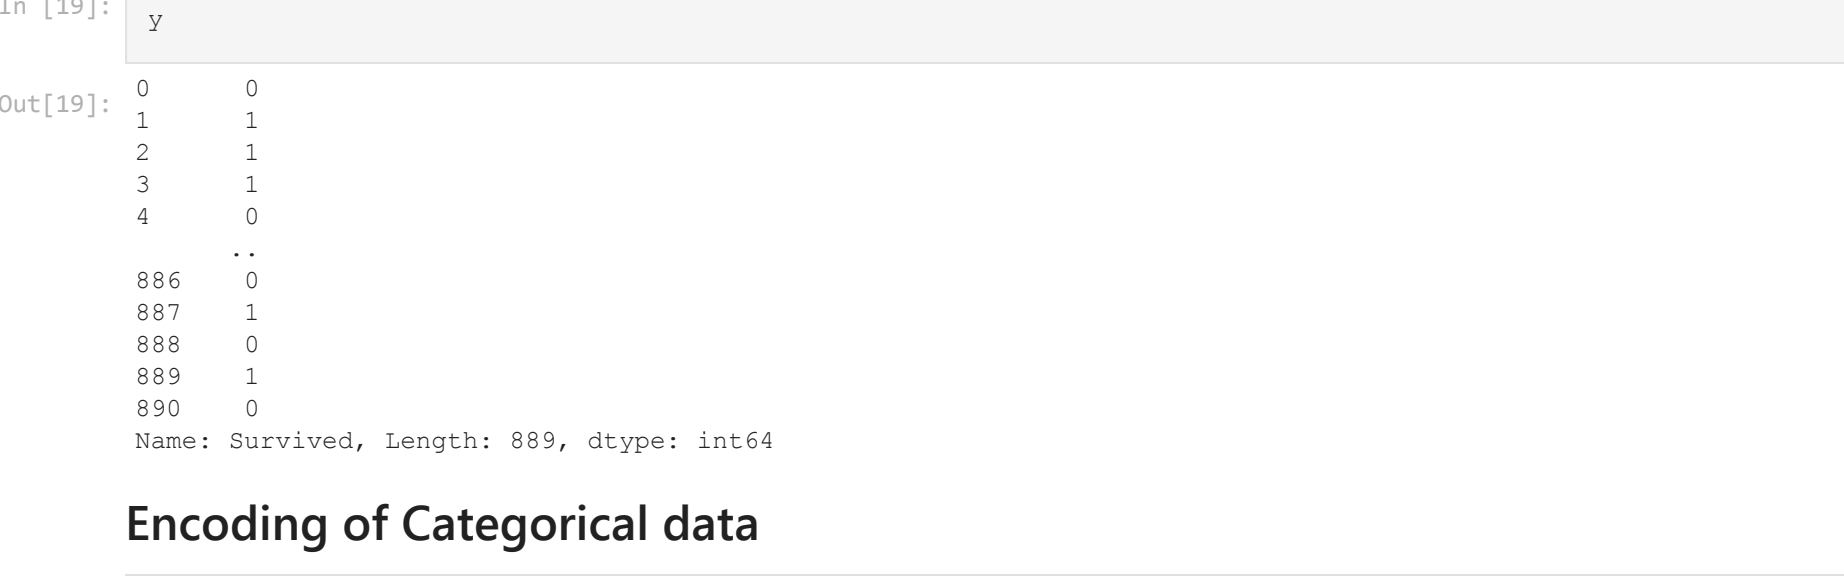 In [19]:
y
Out[19]:
0 0
1 1
2 1
3 1
4 0
..
886 0
887 1
888 0
889 1
890 0
Name: Survived, Length: 889, dtype: int64
Encoding of Categorical data